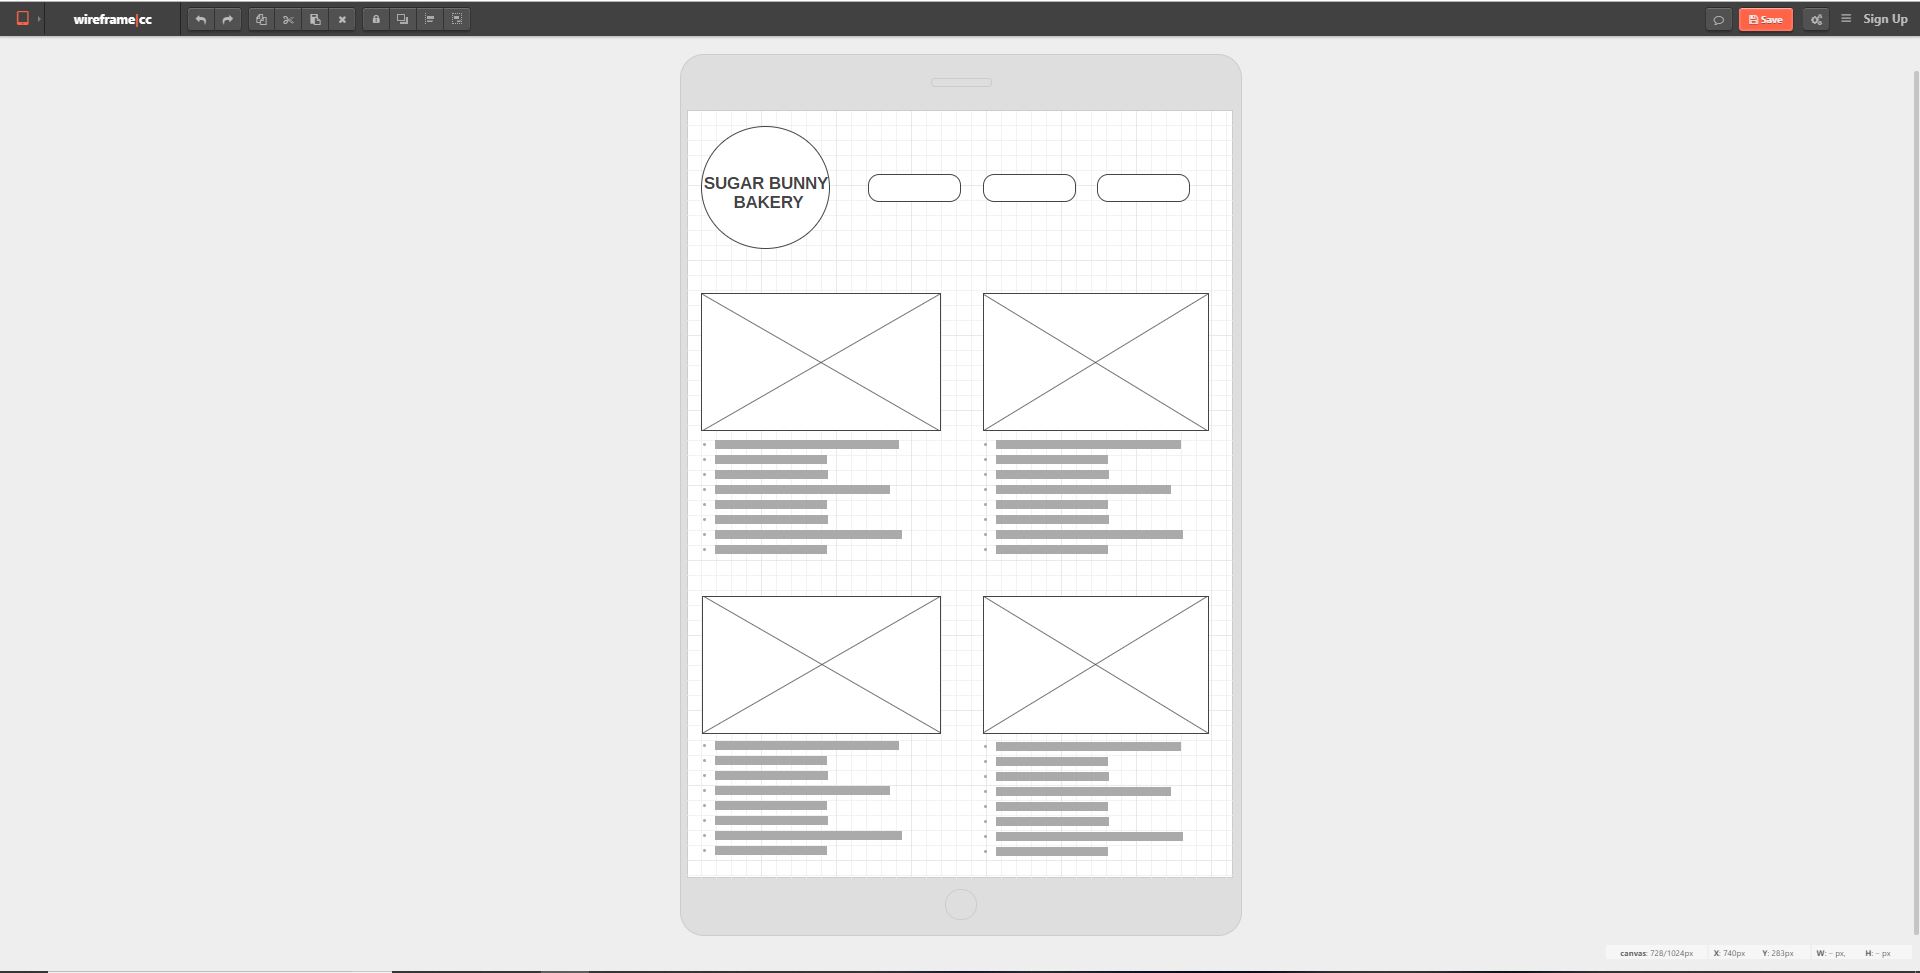 wireframe|cc
Save
Sign Up
SUGAR BUNNY
BAKERY
canvas: 728/1024px X: 740px Y: 283px W: - px, H: - px